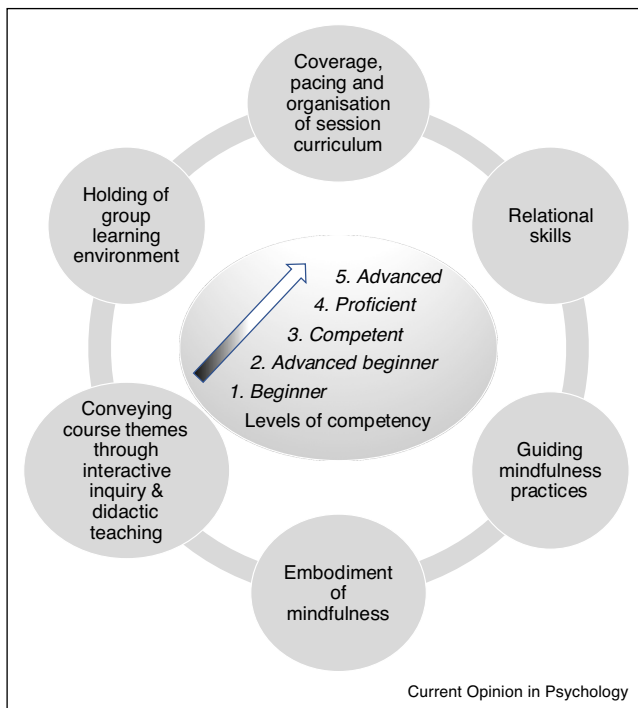 Coverage,
pacing and
organisation
of session
curriculum
Holding of
group
learning
environment
Relational
skills
5. Advanced
4. Proficient
3. Competent
2. Advanced beginner
1. Beginner
Levels of competency
Conveying
course themes
through
interactive
inquiry &
didactic
teaching
Guiding
mindfulness
practices
Embodiment
of
mindfulness
Current Opinion in Psychology